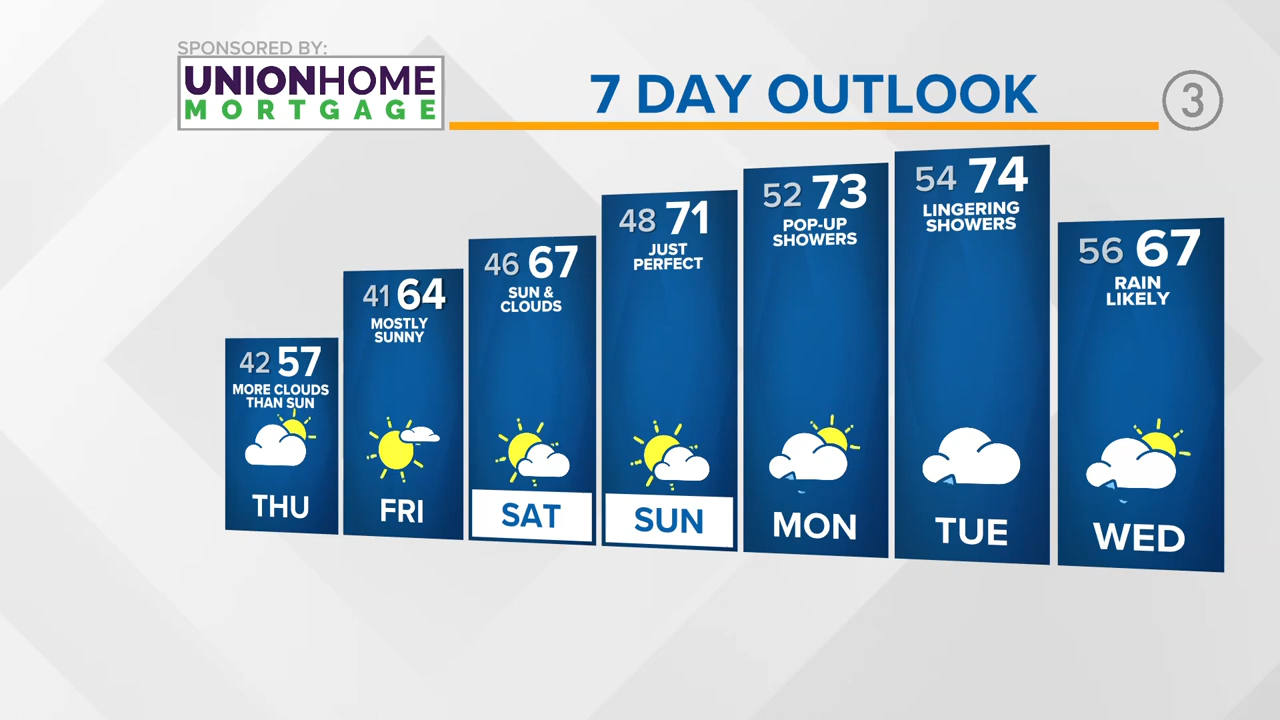 SPONSORED BY:
UNIONHOME
MORTGAGE
7 DAY OUTLOOK
3
42 57
MORE CLOUDS
THAN SUN
THU
41 64
MOSTLY
SUNNY
FRI
46 67
SUN &
CLOUDS
SAT
48 71
JUST
PERFECT
SUN
52 73
POP-UP
SHOWERS
MON
54 74
LINGERING
SHOWERS
TUE
56 67
RAIN
LIKELY
WED